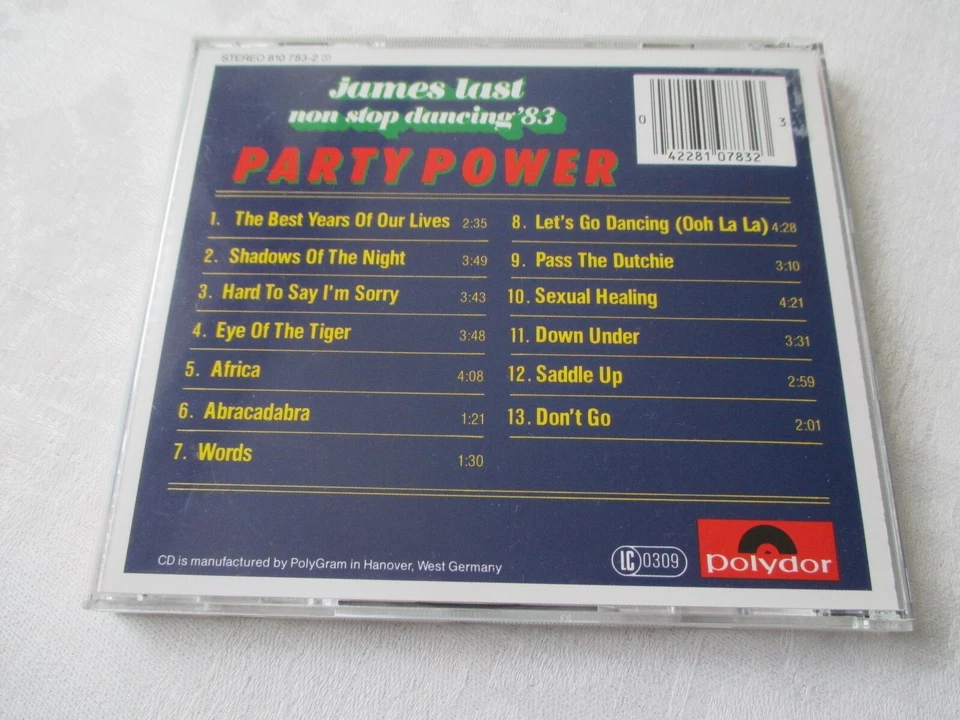 STEREO 810 783-2
james last
non stop dancing '83
PARTY POWER
0 42281 07832 3
1. The Best Years Of Our Lives 2:35
2. Shadows Of The Night 3:49
3. Hard To Say I'm Sorry 3:43
4. Eye Of The Tiger 3:48
5. Africa 4:08
6. Abracadabra 1:21
7. Words 1:30
8. Let's Go Dancing (Ooh La La) 4:28
9. Pass The Dutchie 3:10
10. Sexual Healing 4:21
11. Down Under 3:31
12. Saddle Up 2:59
13. Don't Go 2:01
CD is manufactured by PolyGram in Hanover, West Germany
LC 0309
polydor